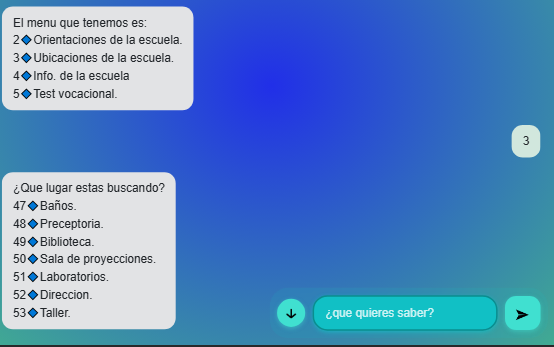 El menu que tenemos es:
2🔷Orientaciones de la escuela.
3🔷Ubicaciones de la escuela.
4🔷Info. de la escuela
5🔷Test vocacional.
3
¿Que lugar estas buscando?
47🔷Baños.
48🔷Preceptoria.
49🔷Biblioteca.
50🔷Sala de proyecciones.
51🔷Laboratorios.
52🔷Direccion.
53🔷Taller.
¿que quieres saber?